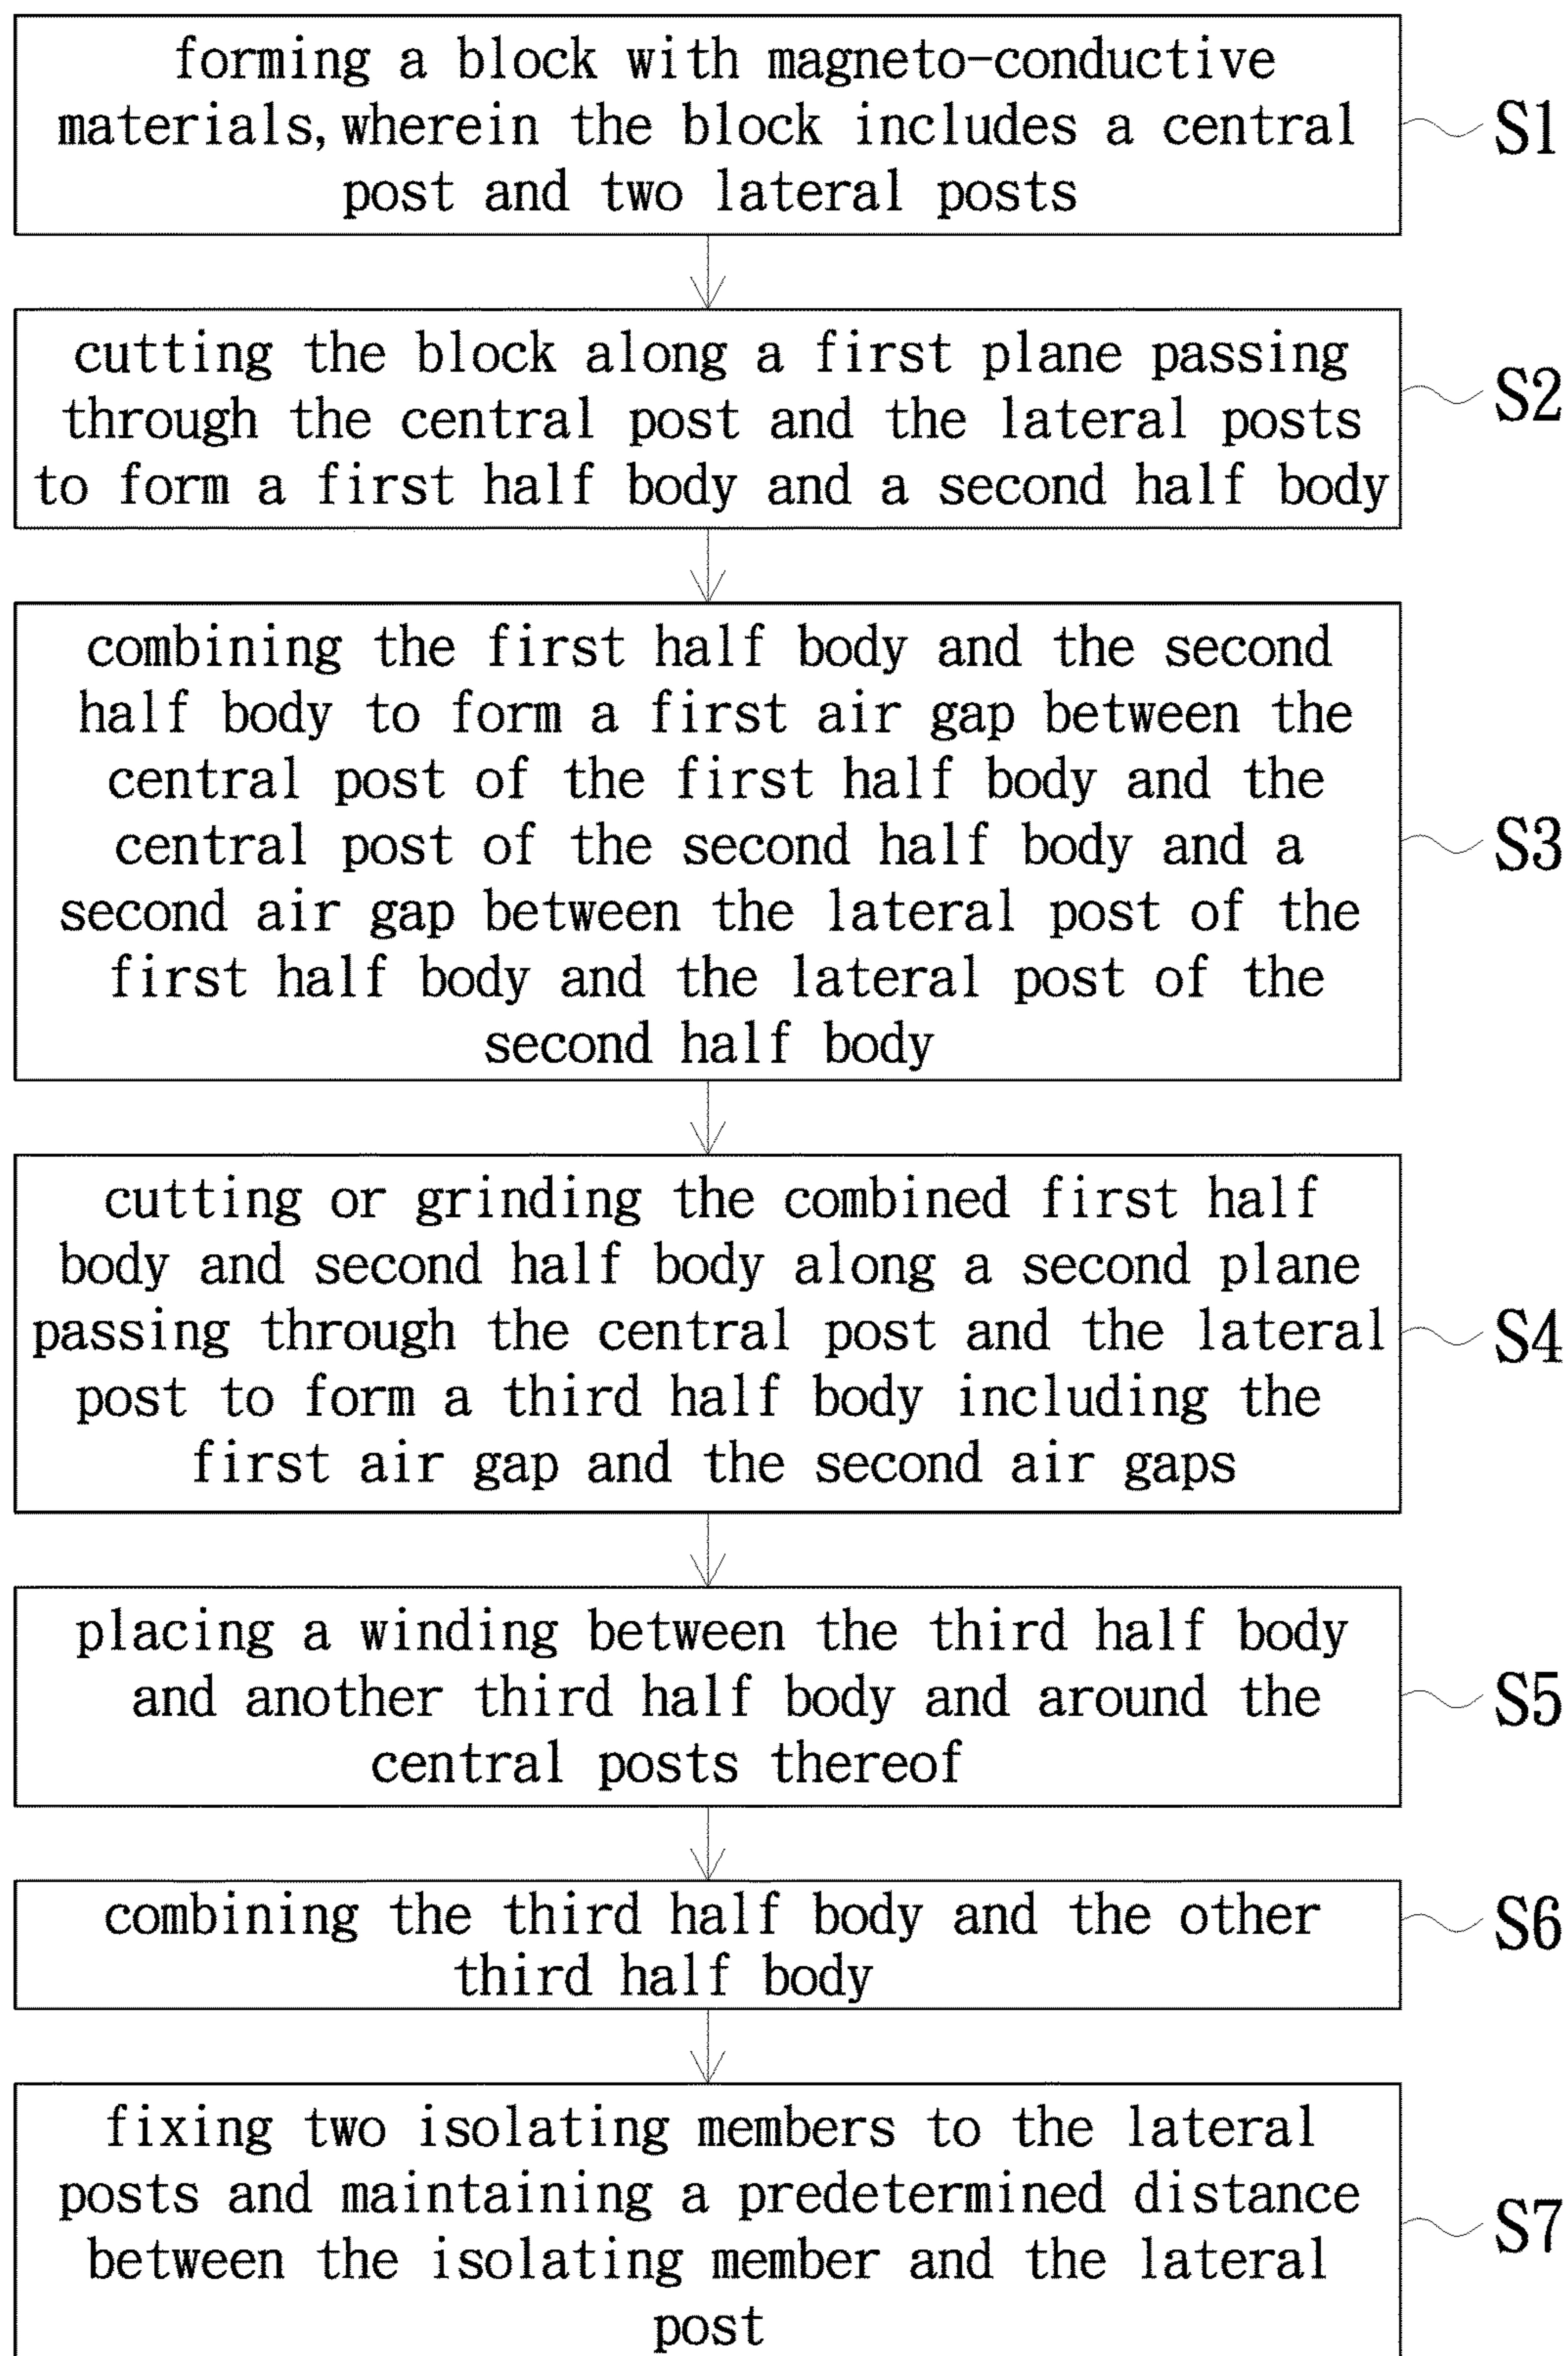 forming a block with magneto-conductive
materials, wherein the block includes a central
post and two lateral posts
S1
cutting the block along a first plane passing
through the central post and the lateral posts
to form a first half body and a second half body
S2
combining the first half body and the second
half body to form a first air gap between the
central post of the first half body and the
central post of the second half body and a
second air gap between the lateral post of the
first half body and the lateral post of the
second half body
S3
cutting or grinding the combined first half
body and second half body along a second plane
passing through the central post and the lateral
post to form a third half body including the
first air gap and the second air gaps
S4
placing a winding between the third half body
and another third half body and around the
central posts thereof
S5
combining the third half body and the other
third half body
S6
fixing two isolating members to the lateral
posts and maintaining a predetermined distance
between the isolating member and the lateral
post
S7